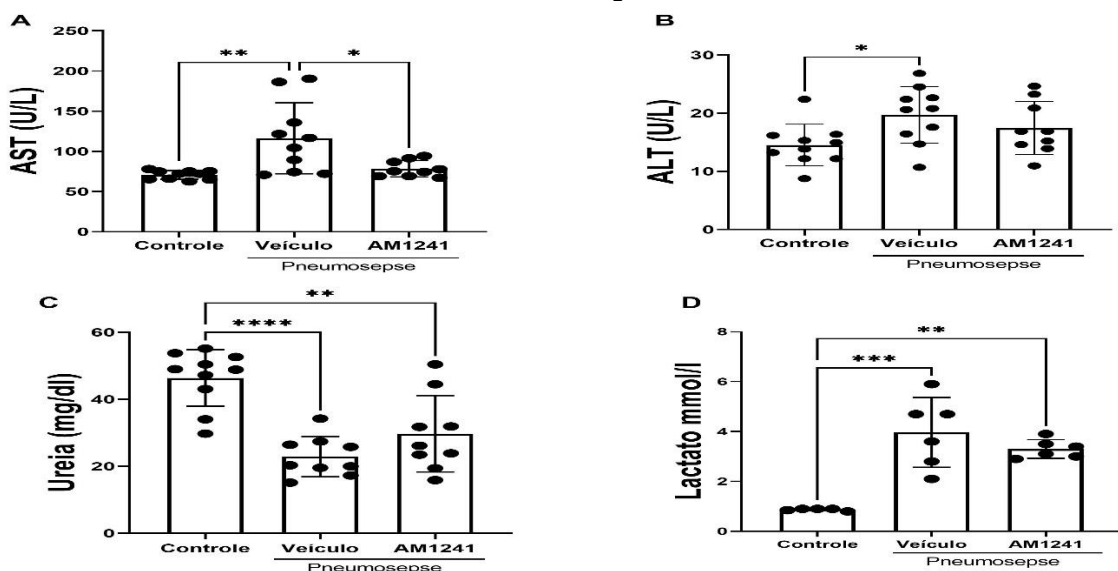 A
AST (U/L)
250
200
150
100
50
0
**
*
Controle
Veículo
AM1241
Pneumosepse
B
ALT (U/L)
30
20
10
0
*
Controle
Veículo
AM1241
Pneumosepse
C
Ureia (mg/dl)
60
40
20
0
**
****
Controle
Veículo
AM1241
Pneumosepse
D
Lactato mmol/l
8
6
4
2
0
**
***
Controle
Veículo
AM1241
Pneumosepse